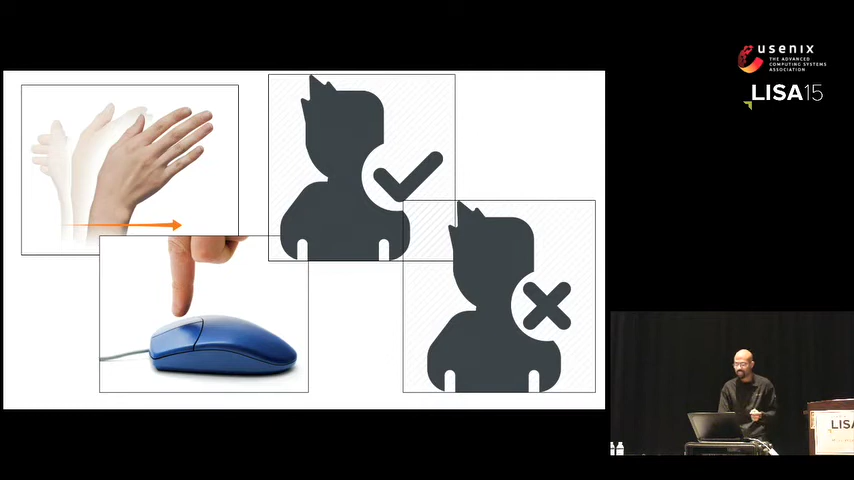 usenix
THE ADVANCED
COMPUTING SYSTEMS
ASSOCIATION
LISA15
LISA